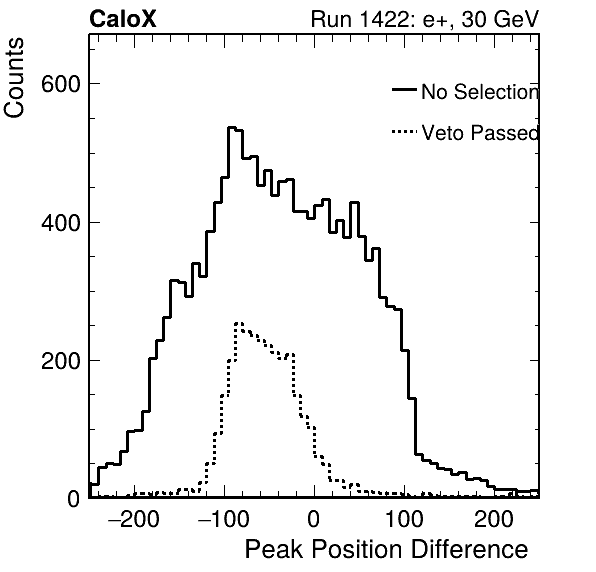 CaloX Run 1422: e+, 30 GeV
Counts
600
No Selection
Veto Passed
400
200
0
−200 −100 0 100 200
Peak Position Difference